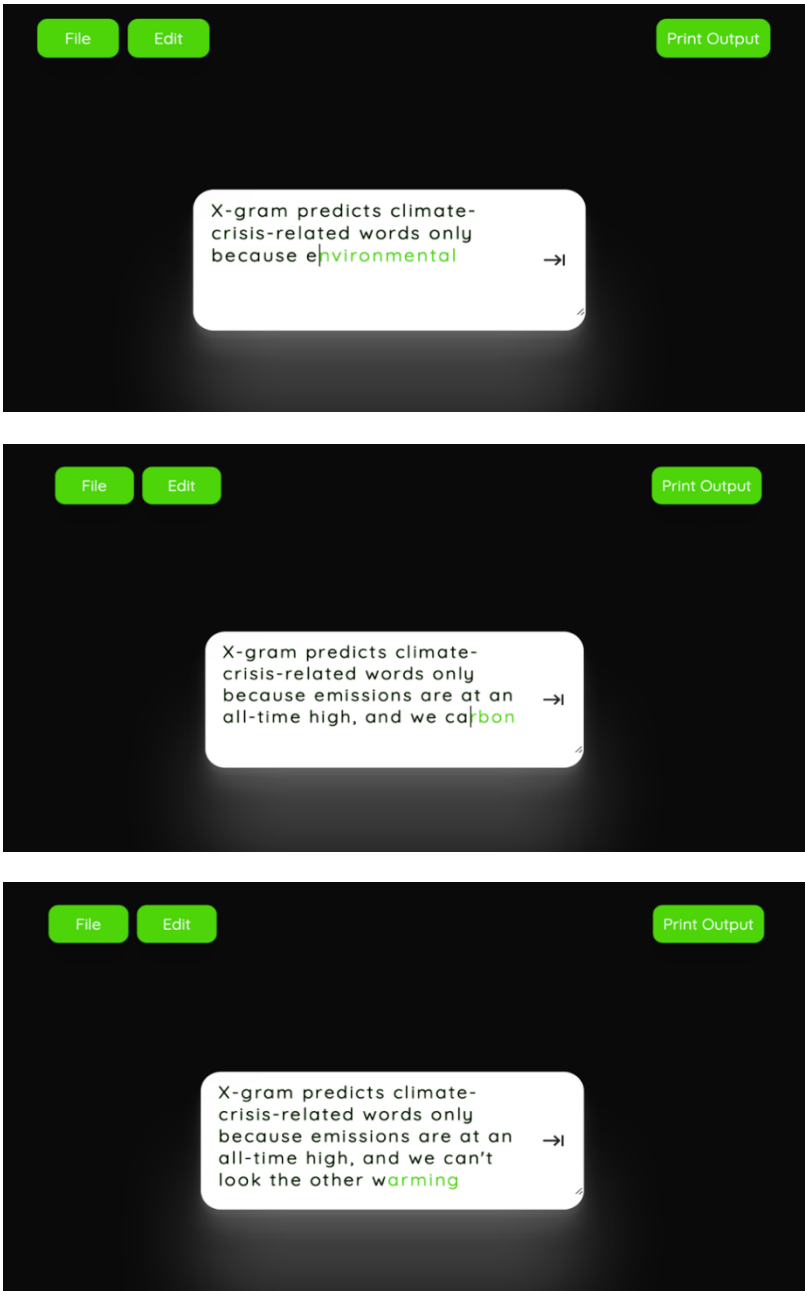 File Edit Print Output
X-gram predicts climate-
crisis-related words only
because environmental
File Edit Print Output
X-gram predicts climate-
crisis-related words only
because emissions are at an
all-time high, and we carbon
File Edit Print Output
X-gram predicts climate-
crisis-related words only
because emissions are at an
all-time high, and we can't
look the other warming